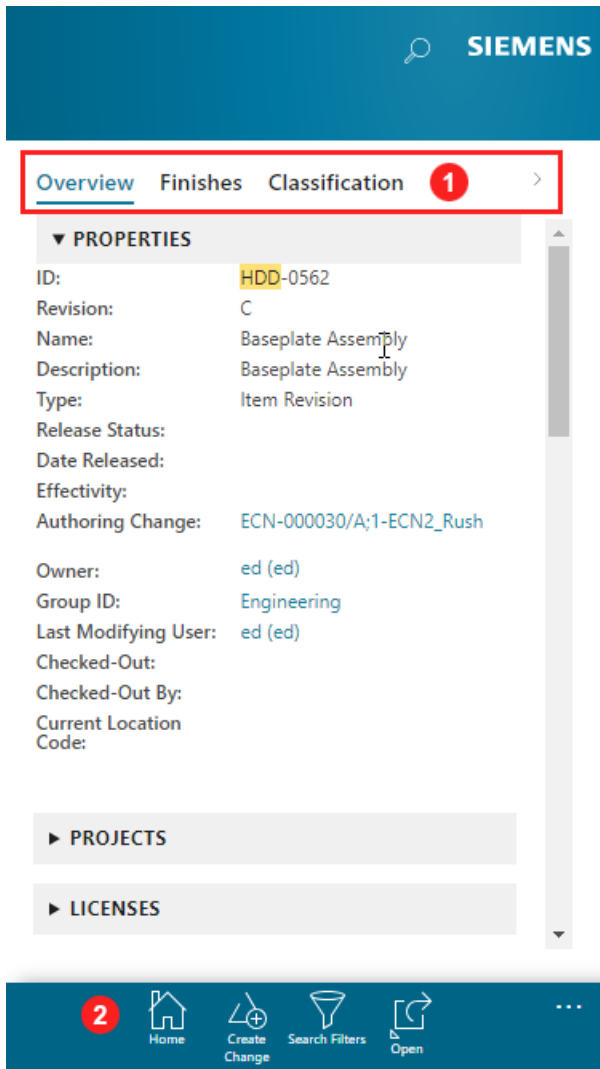 SIEMENS
Overview Finishes Classification 1 >
▼ PROPERTIES
ID: HDD-0562
Revision: C
Name: Baseplate Assembly
Description: Baseplate Assembly
Type: Item Revision
Release Status:
Date Released:
Effectivity:
Authoring Change: ECN-000030/A;1-ECN2_Rush
Owner: ed (ed)
Group ID: Engineering
Last Modifying User: ed (ed)
Checked-Out:
Checked-Out By:
Current Location
Code:
▶ PROJECTS
▶ LICENSES
2
Home
Create
Change
Search Filters
Open
...